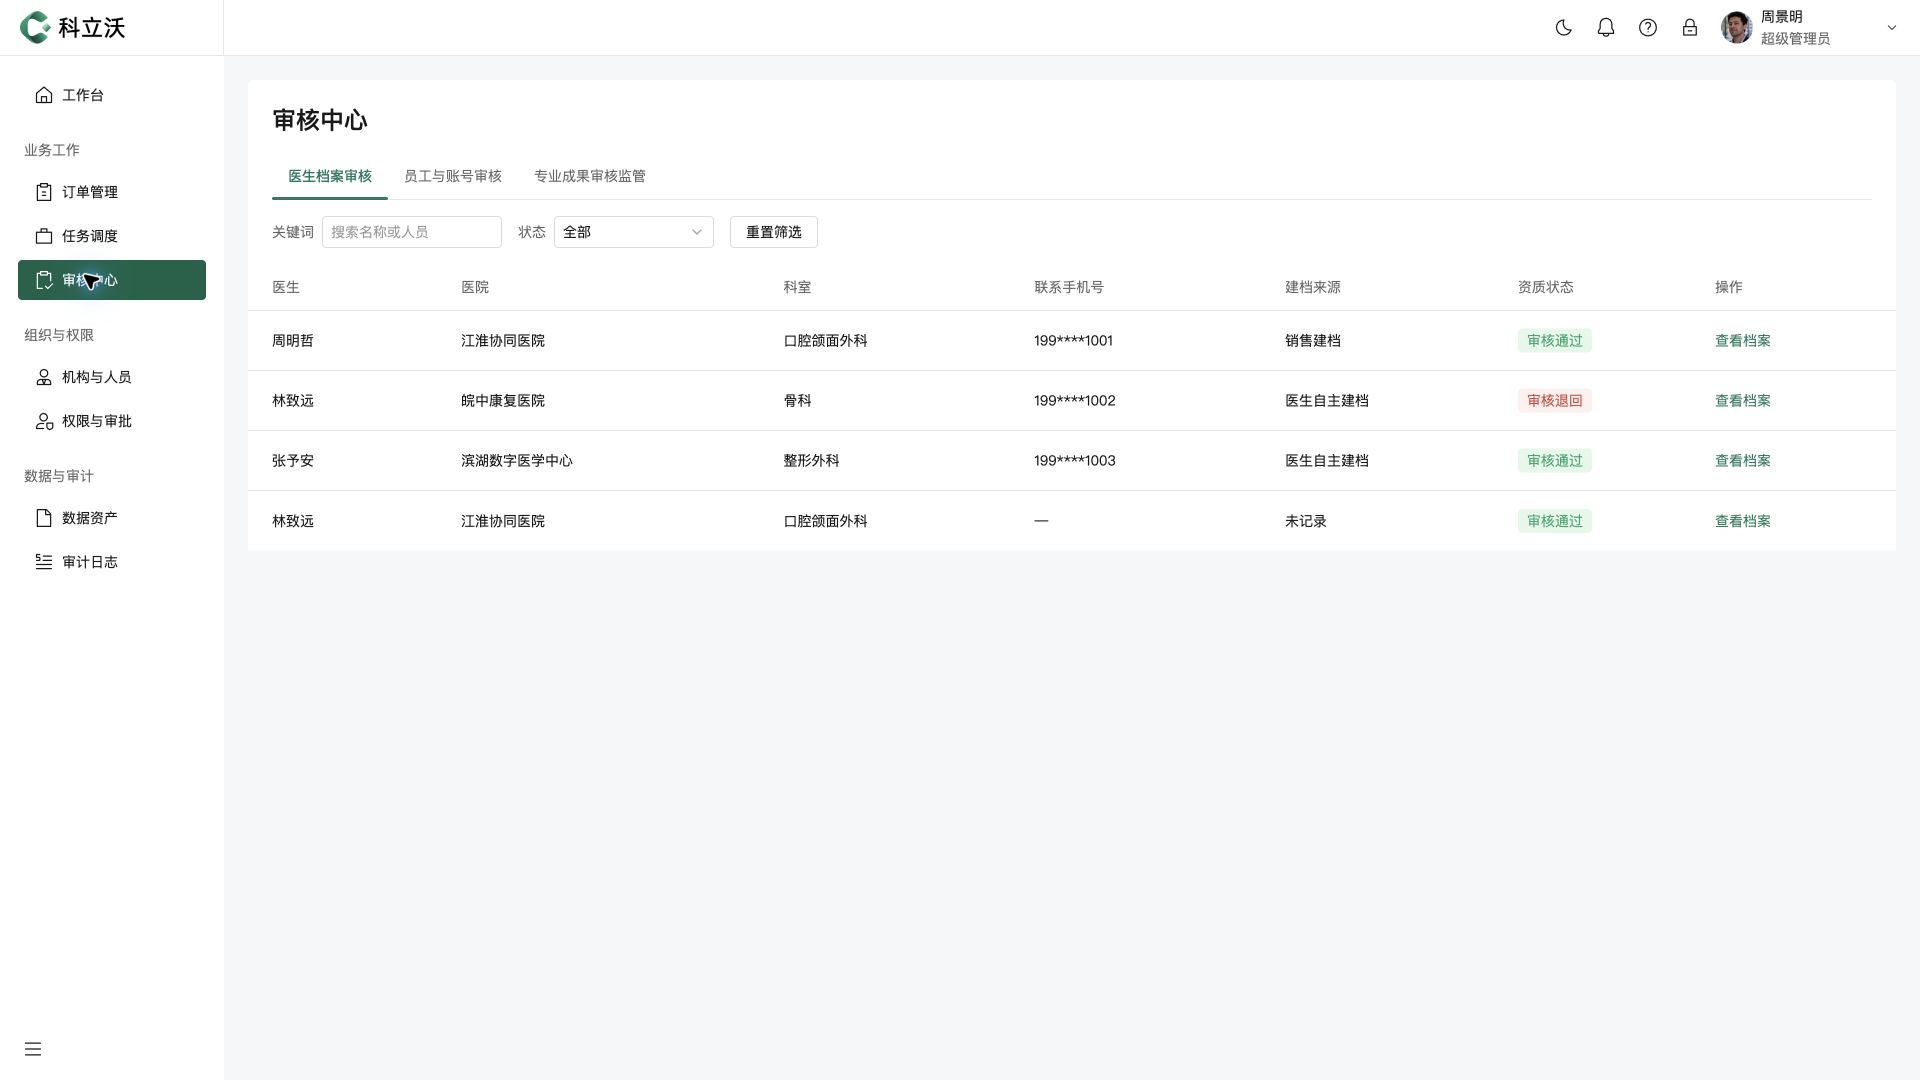 科立沃
周景明
超级管理员
工作台
业务工作
订单管理
任务调度
审核中心
组织与权限
机构与人员
权限与审批
数据与审计
数据资产
审计日志
审核中心
医生档案审核 员工与账号审核 专业成果审核监管
关键词 搜索名称或人员 状态 全部 重置筛选
医生 医院 科室 联系手机号 建档来源 资质状态 操作
周明哲 江淮协同医院 口腔颌面外科 199****1001 销售建档 审核通过 查看档案
林致远 皖中康复医院 骨科 199****1002 医生自主建档 审核退回 查看档案
张予安 滨湖数字医学中心 整形外科 199****1003 医生自主建档 审核通过 查看档案
林致远 江淮协同医院 口腔颌面外科 — 未记录 审核通过 查看档案